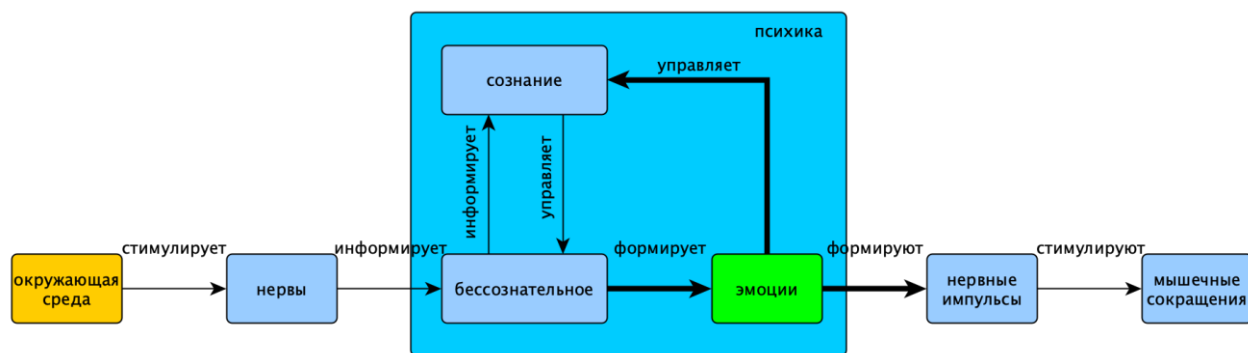 психика
сознание
управляет
информирует
управляет
стимулирует
информирует
формирует
формируют
стимулируют
окружающая
среда
нервы
бессознательное
эмоции
нервные
импульсы
мышечные
сокращения